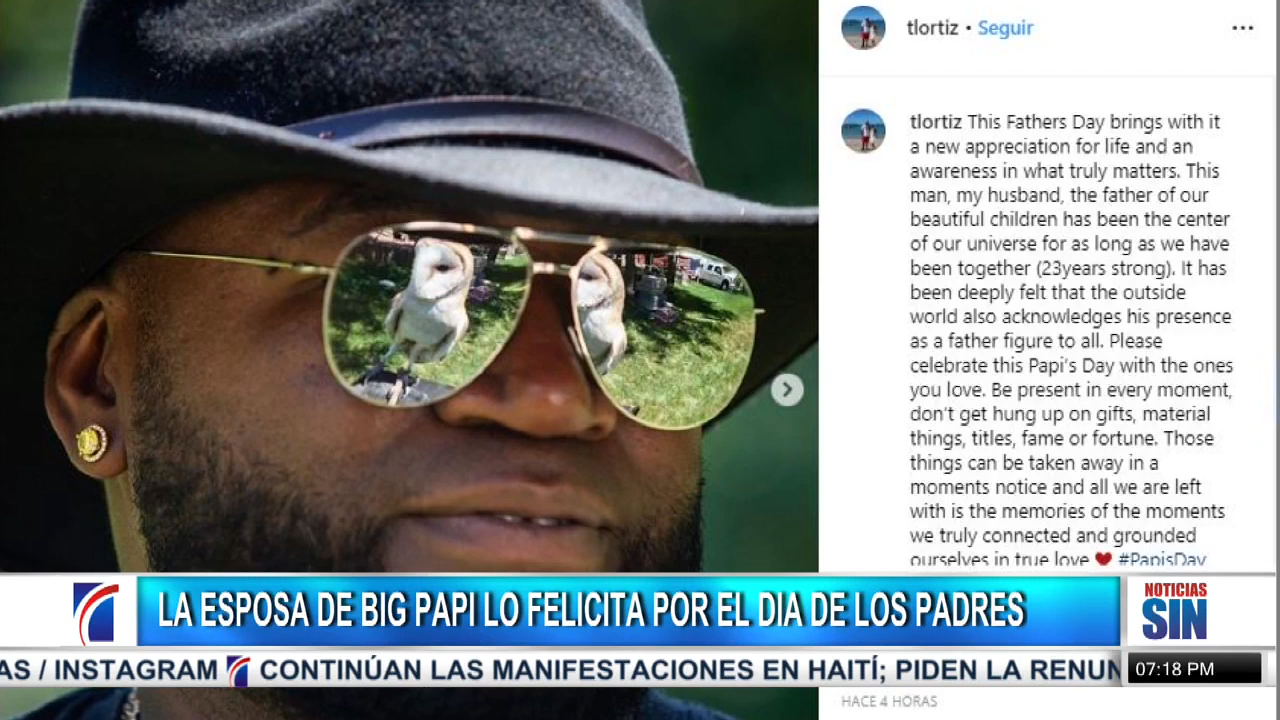 tlortiz • Seguir
tlortiz This Fathers Day brings with it
a new appreciation for life and an
awareness in what truly matters. This
man, my husband, the father of our
beautiful children has been the center
of our universe for as long as we have
been together (23years strong). It has
been deeply felt that the outside
world also acknowledges his presence
as a father figure to all. Please
celebrate this Papi's Day with the ones
you love. Be present in every moment,
don't get hung up on gifts, material
things, titles, fame or fortune. Those
things can be taken away in a
moments notice and all we are left
with is the memories of the moments
we truly connected and grounded
ourselves in true love ❤ #PapisDay
LA ESPOSA DE BIG PAPI LO FELICITA POR EL DIA DE LOS PADRES
NOTICIAS
SIN
AS / INSTAGRAM CONTINÚAN LAS MANIFESTACIONES EN HAITÍ; PIDEN LA RENUN
07:18 PM
HACE 4 HORAS